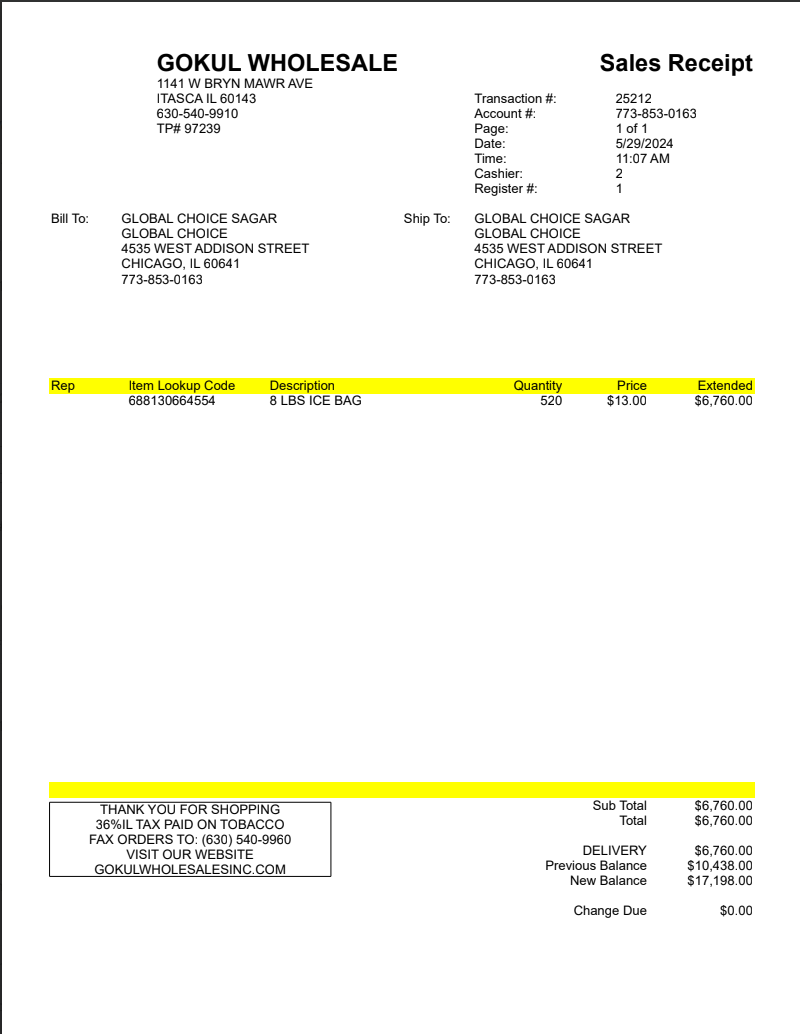 GOKUL WHOLESALE
1141 W BRYN MAWR AVE
ITASCA IL 60143
630-540-9910
TP# 97239
Sales Receipt
Transaction #: 25212
Account #: 773-853-0163
Page: 1 of 1
Date: 5/29/2024
Time: 11:07 AM
Cashier: 2
Register #: 1
Bill To: GLOBAL CHOICE SAGAR
GLOBAL CHOICE
4535 WEST ADDISON STREET
CHICAGO, IL 60641
773-853-0163
Ship To: GLOBAL CHOICE SAGAR
GLOBAL CHOICE
4535 WEST ADDISON STREET
CHICAGO, IL 60641
773-853-0163
Rep Item Lookup Code Description Quantity Price Extended
688130664554 8 LBS ICE BAG 520 $13.00 $6,760.00
THANK YOU FOR SHOPPING
36%IL TAX PAID ON TOBACCO
FAX ORDERS TO: (630) 540-9960
VISIT OUR WEBSITE
GOKULWHOLESALESINC.COM
Sub Total $6,760.00
Total $6,760.00
DELIVERY $6,760.00
Previous Balance $10,438.00
New Balance $17,198.00
Change Due $0.00